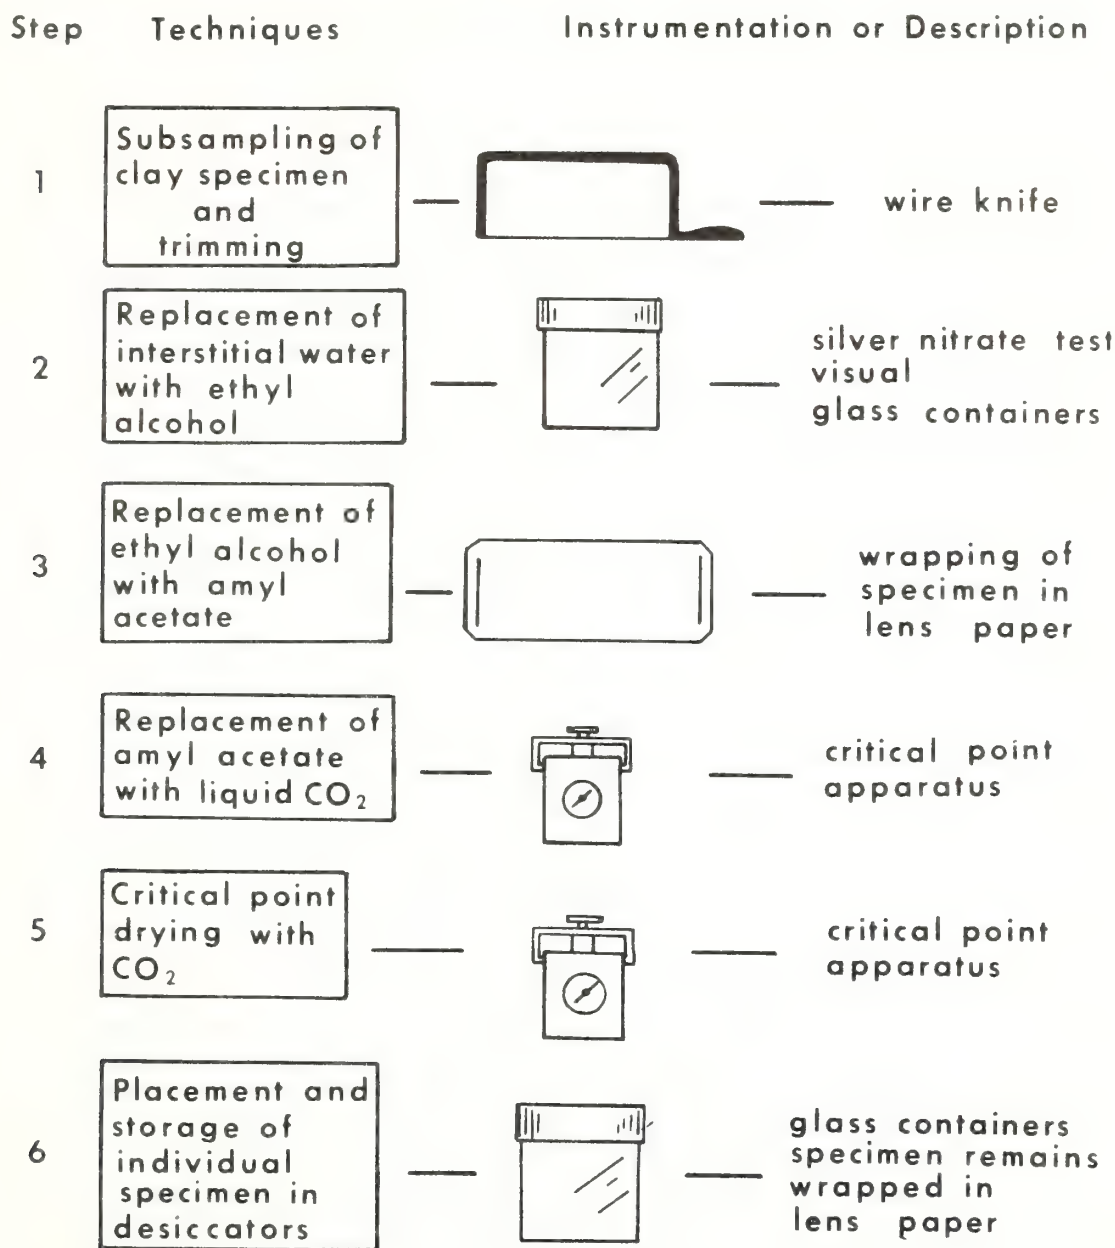 Step Techniques Instrumentation or Description
1
Subsampling of
clay specimen
and
trimming
wire knife
2
Replacement of
interstitial water
with ethyl
alcohol
silver nitrate test
visual
glass containers
3
Replacement of
ethyl alcohol
with amyl
acetate
wrapping of
specimen in
lens paper
4
Replacement of
amyl acetate
with liquid CO₂
critical point
apparatus
5
Critical point
drying with
CO₂
critical point
apparatus
6
Placement and
storage of
individual
specimen in
desiccators
glass containers
specimen remains
wrapped in
lens paper